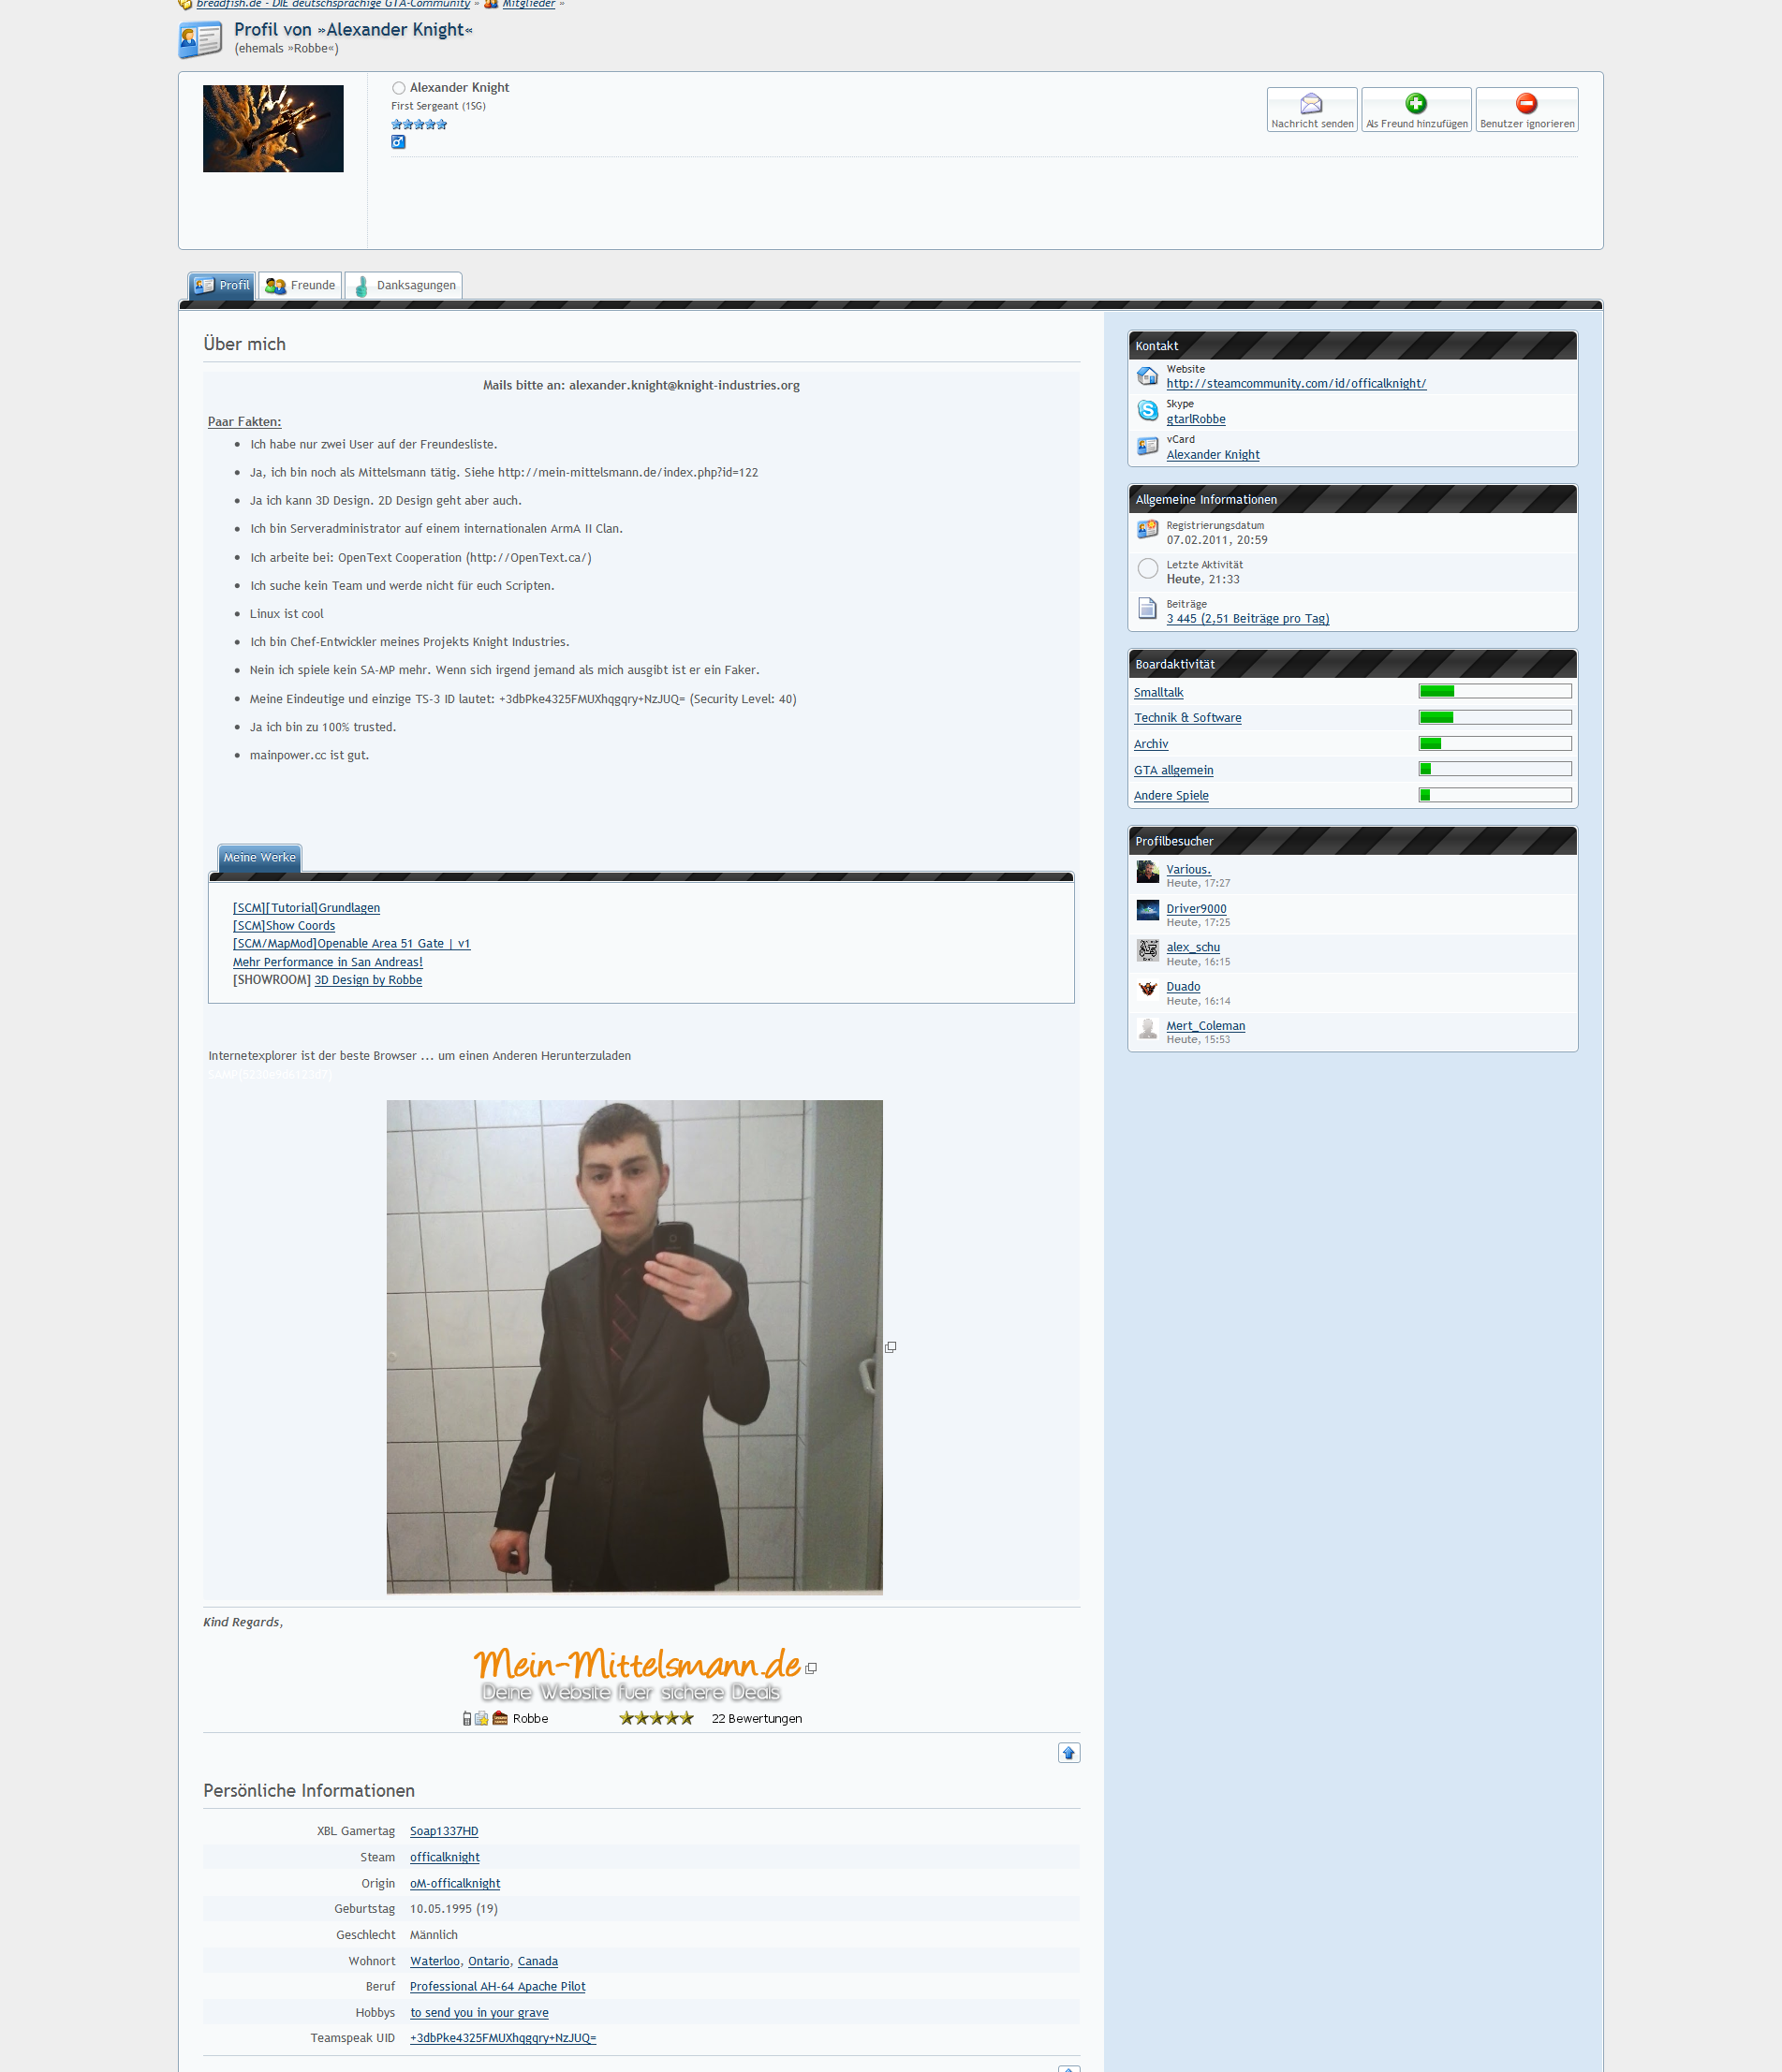 breadfish.de - DIE deutschsprachige GTA-Community » Mitglieder »
Profil von »Alexander Knight«
(ehemals »Robbe«)
Alexander Knight
First Sergeant (1SG)
Nachricht senden
Als Freund hinzufügen
Benutzer ignorieren
Profil
Freunde
Danksagungen
Über mich
Mails bitte an: alexander.knight@knight-industries.org
Paar Fakten:
Ich habe nur zwei User auf der Freundesliste.
Ja, ich bin noch als Mittelsmann tätig. Siehe http://mein-mittelsmann.de/index.php?id=122
Ja ich kann 3D Design. 2D Design geht aber auch.
Ich bin Serveradministrator auf einem internationalen ArmA II Clan.
Ich arbeite bei: OpenText Cooperation (http://OpenText.ca/)
Ich suche kein Team und werde nicht für euch Scripten.
Linux ist cool
Ich bin Chef-Entwickler meines Projekts Knight Industries.
Nein ich spiele kein SA-MP mehr. Wenn sich irgend jemand als mich ausgibt ist er ein Faker.
Meine Eindeutige und einzige TS-3 ID lautet: +3dbPke4325FMUXhqgqry+NzJUQ= (Security Level: 40)
Ja ich bin zu 100% trusted.
mainpower.cc ist gut.
Meine Werke
[SCM][Tutorial]Grundlagen
[SCM]Show Coords
[SCM/MapMod]Openable Area 51 Gate | v1
Mehr Performance in San Andreas!
[SHOWROOM] 3D Design by Robbe
Internetexplorer ist der beste Browser ... um einen Anderen Herunterzuladen
Kind Regards,
Mein-Mittelsmann.de
Deine Website fuer sichere Deals
Robbe
22 Bewertungen
Persönliche Informationen
XBL Gamertag Soap1337HD
Steam officalknight
Origin oM-officalknight
Geburtstag 10.05.1995 (19)
Geschlecht Männlich
Wohnort Waterloo, Ontario, Canada
Beruf Professional AH-64 Apache Pilot
Hobbys to send you in your grave
Teamspeak UID +3dbPke4325FMUXhqgqry+NzJUQ=
Kontakt
Website
http://steamcommunity.com/id/officalknight/
Skype
gtarlRobbe
vCard
Alexander Knight
Allgemeine Informationen
Registrierungsdatum
07.02.2011, 20:59
Letzte Aktivität
Heute, 21:33
Beiträge
3 445 (2,51 Beiträge pro Tag)
Boardaktivität
Smalltalk
Technik & Software
Archiv
GTA allgemein
Andere Spiele
Profilbesucher
Various.
Heute, 17:27
Driver9000
Heute, 17:25
alex_schu
Heute, 16:15
Duado
Heute, 16:14
Mert_Coleman
Heute, 15:53